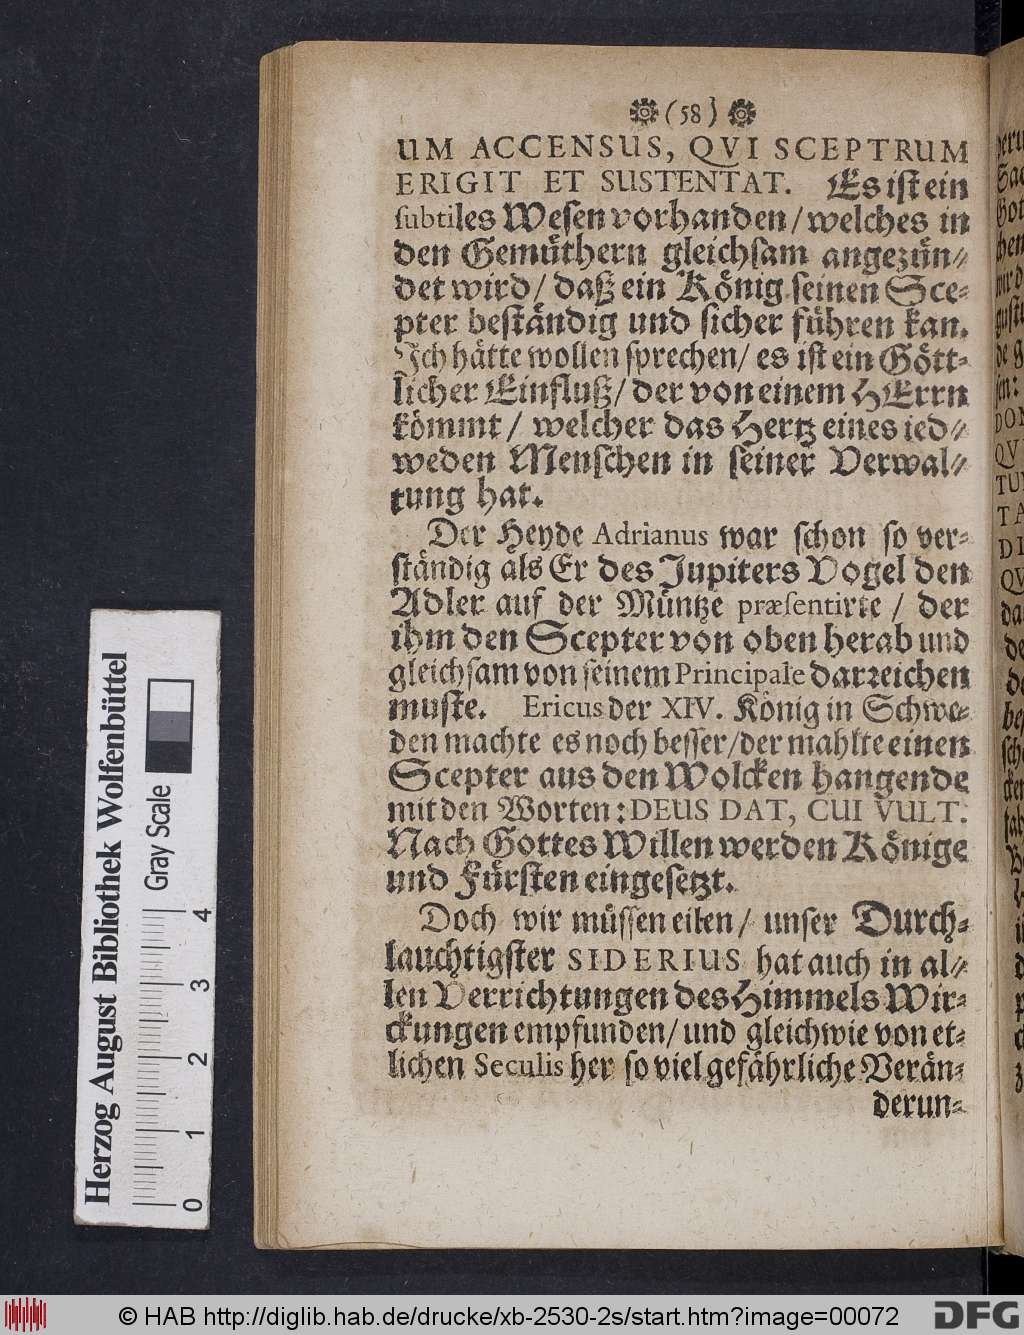 (58)
UM ACCENSUS, QVI SCEPTRUM
ERIGIT ET SUSTENTAT. Es ist ein
subtiles Wesen vorhanden / welches in
den Gemüthern gleichsam angezün-
det wird / daß ein König seinen Sce-
pter beständig und sicher führen kan.
Ich hätte wollen sprechen / es ist ein Gött-
licher Einfluß / der von einem HErrn
kömmt / welcher das Hertz eines ied-
weden Menschen in seiner Verwal-
tung hat.
Der Heyde Adrianus war schon so ver-
ständig als Er des Jupiters Vogel den
Adler auf der Müntze præsentirte / der
ihm den Scepter von oben herab und
gleichsam von seinem Principale darreichen
muste. Ericus der XIV. König in Schwe-
den machte es noch besser / der mahlte einen
Scepter aus den Wolcken hangende
mit den Worten: DEUS DAT, CUI VULT.
Nach Gottes Willen werden Könige
und Fürsten eingesetzt.
Doch wir müssen eilen / unser Durch-
lauchtigster SIDERIUS hat auch in al-
len Verrichtungen des Himmels Wir-
ckungen empfunden / und gleichwie von et-
lichen Seculis her so viel gefährliche Verän-
derun-
Herzog August Bibliothek Wolfenbüttel
Gray Scale
0 1 2 3 4
© HAB http://diglib.hab.de/drucke/xb-2530-2s/start.htm?image=00072
DFG